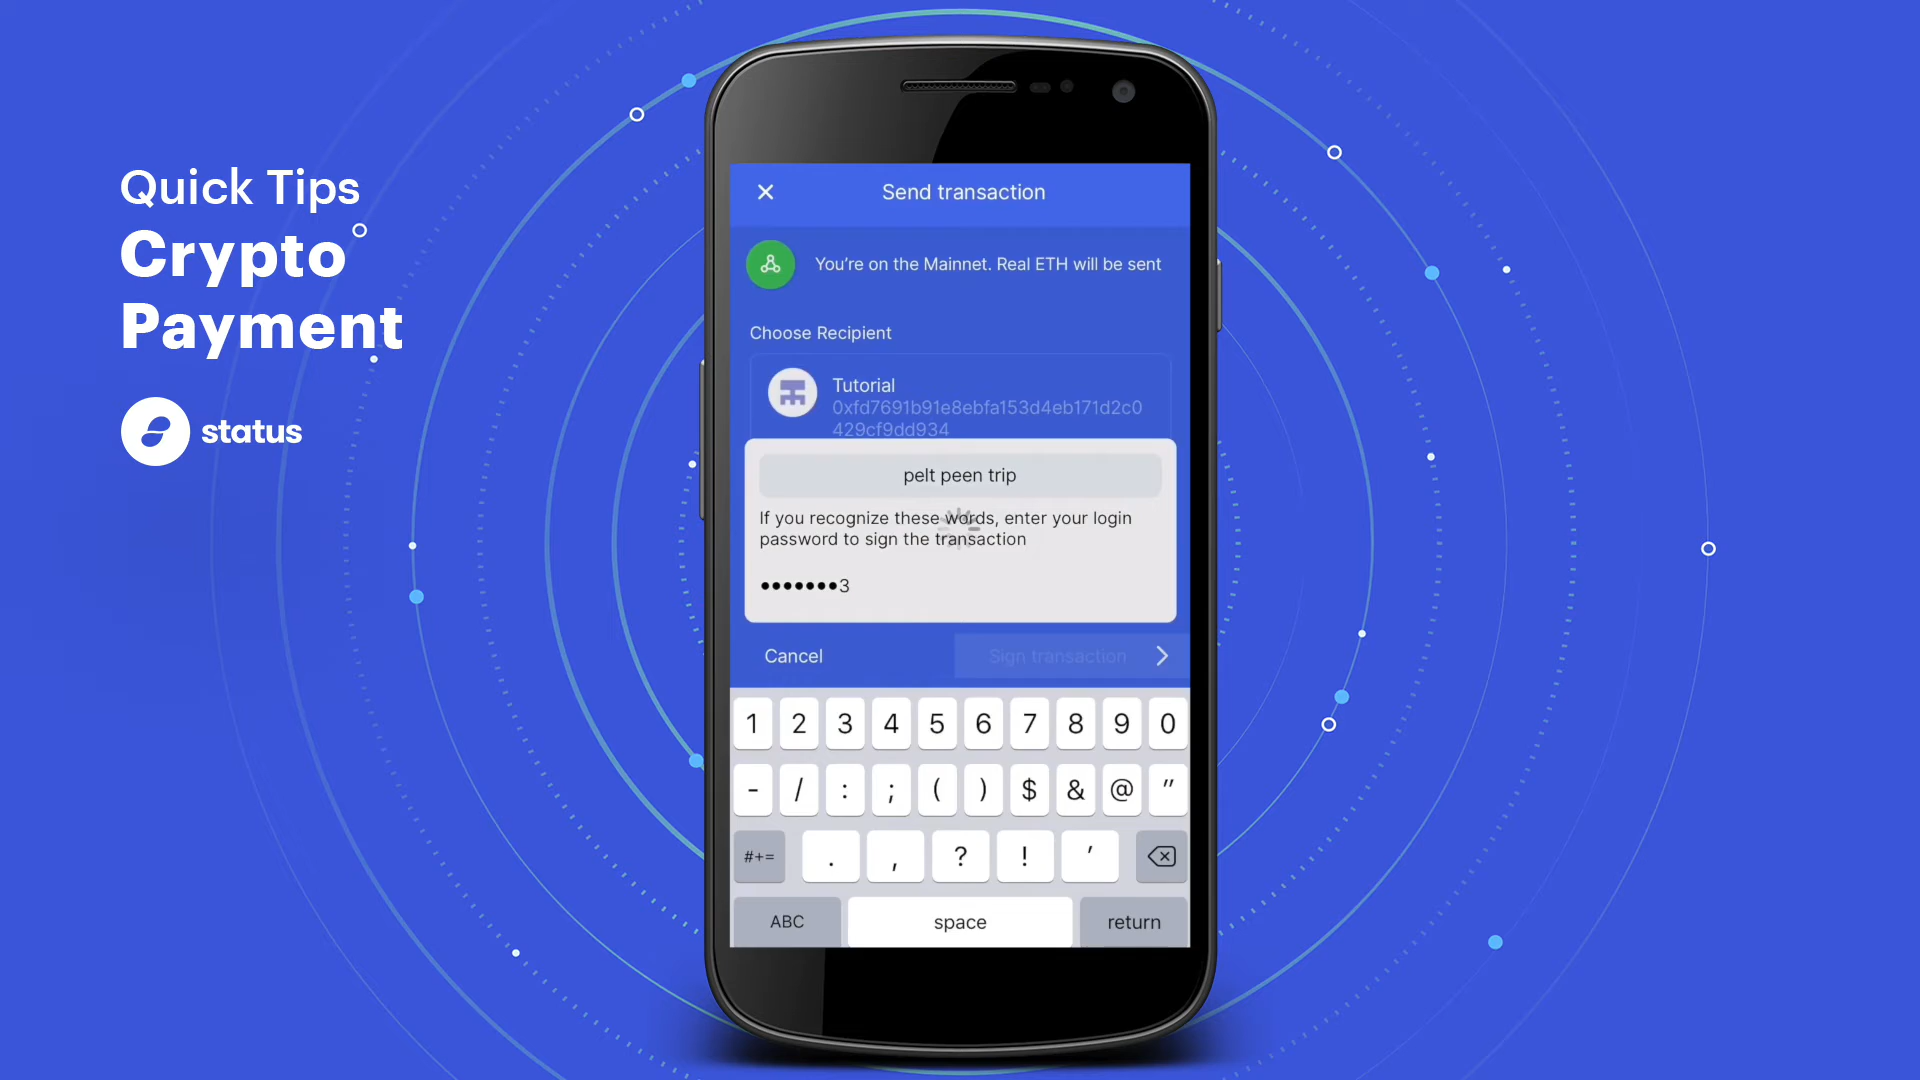 Quick Tips
Crypto
Payment
status
Send transaction
You're on the Mainnet. Real ETH will be sent
Choose Recipient
Tutorial
0xfd7691b91e8ebfa153d4eb171d2c0
429cf9dd934
pelt peen trip
If you recognize these words, enter your login
password to sign the transaction
•••••••3
Cancel
Sign transaction
1 2 3 4 5 6 7 8 9 0
- / : ; ( ) $ & @ "
#+= . , ? ! '
ABC space return